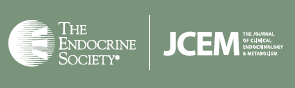 THE
ENDOCRINE
SOCIETY®
JCEM
THE JOURNAL
OF CLINICAL
ENDOCRINOLOGY
& METABOLISM